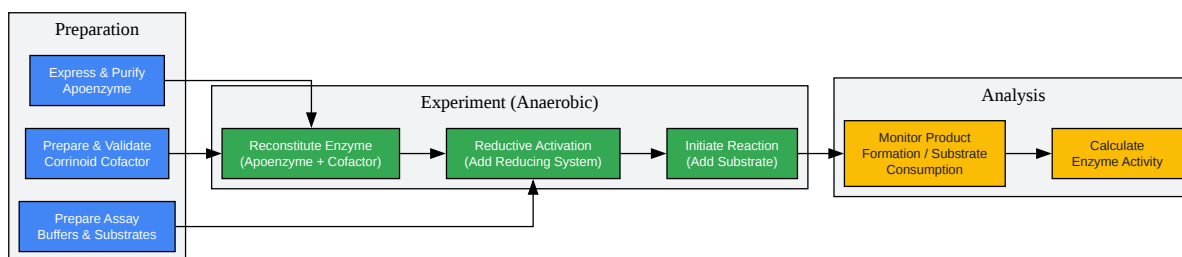 Preparation
Express & Purify
Apoenzyme
Prepare & Validate
Corrinoid Cofactor
Prepare Assay
Buffers & Substrates
Experiment (Anaerobic)
Reconstitute Enzyme
(Apoenzyme + Cofactor)
Reductive Activation
(Add Reducing System)
Initiate Reaction
(Add Substrate)
Analysis
Monitor Product
Formation / Substrate
Consumption
Calculate
Enzyme Activity